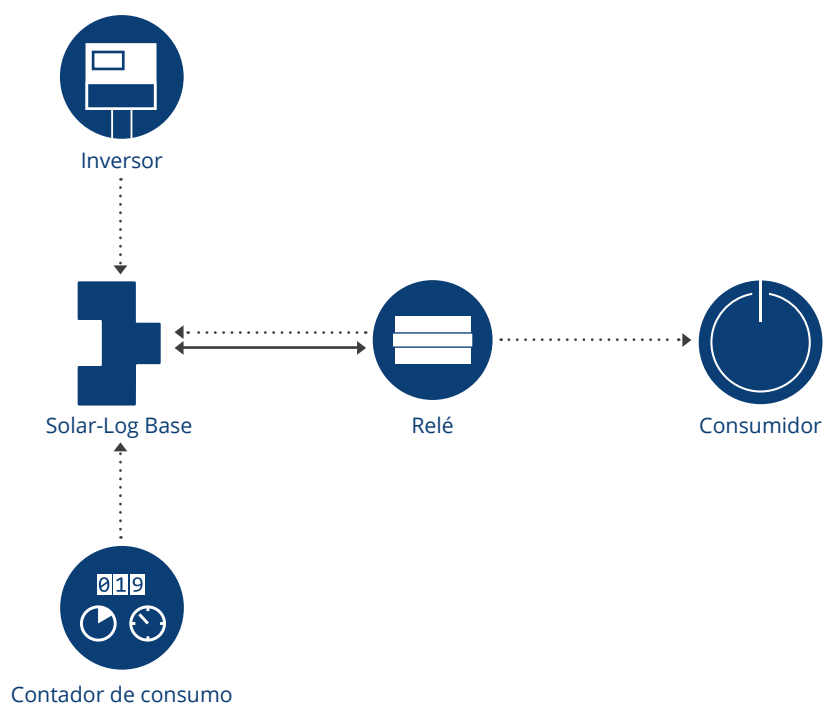 Inversor
Solar-Log Base
Relé
Consumidor
019
Contador de consumo